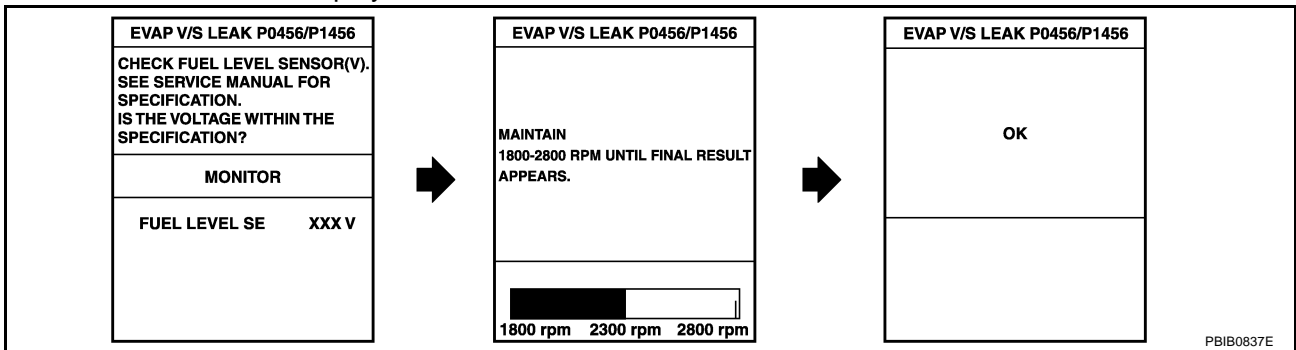 EVAP V/S LEAK P0456/P1456
CHECK FUEL LEVEL SENSOR(V).
SEE SERVICE MANUAL FOR
SPECIFICATION.
IS THE VOLTAGE WITHIN THE
SPECIFICATION?
MONITOR
FUEL LEVEL SE XXX V
EVAP V/S LEAK P0456/P1456
MAINTAIN
1800-2800 RPM UNTIL FINAL RESULT
APPEARS.
1800 rpm 2300 rpm 2800 rpm
EVAP V/S LEAK P0456/P1456
OK
PBIB0837E